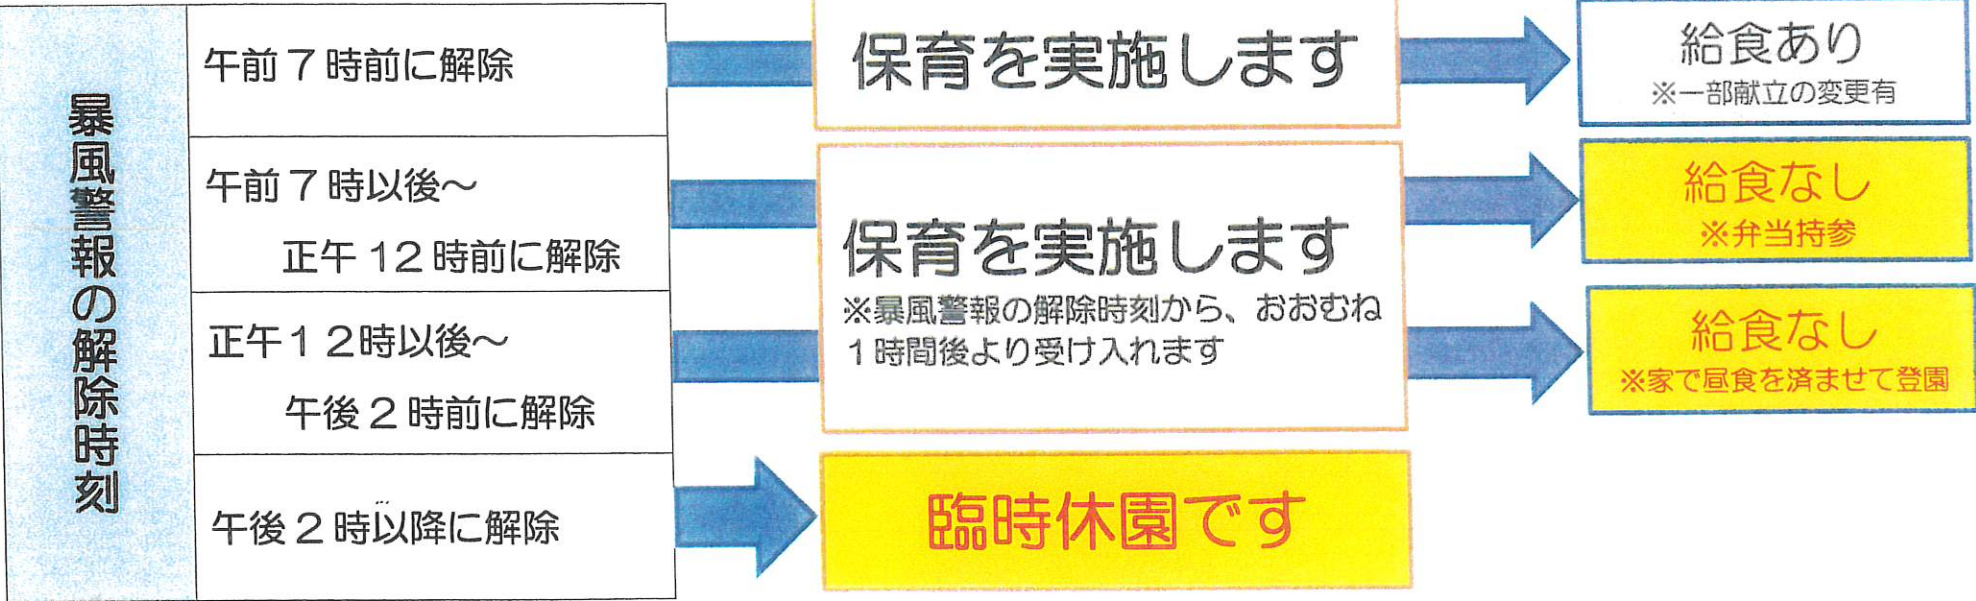 暴風警報の解除時刻
午前7時前に解除
保育を実施します
給食あり
※一部献立の変更有
午前7時以後～
正午12時前に解除
保育を実施します
※暴風警報の解除時刻から、おおむね
1時間後より受け入れます
給食なし
※弁当持参
正午12時以後～
午後2時前に解除
給食なし
※家で昼食を済ませて登園
午後2時以降に解除
臨時休園です